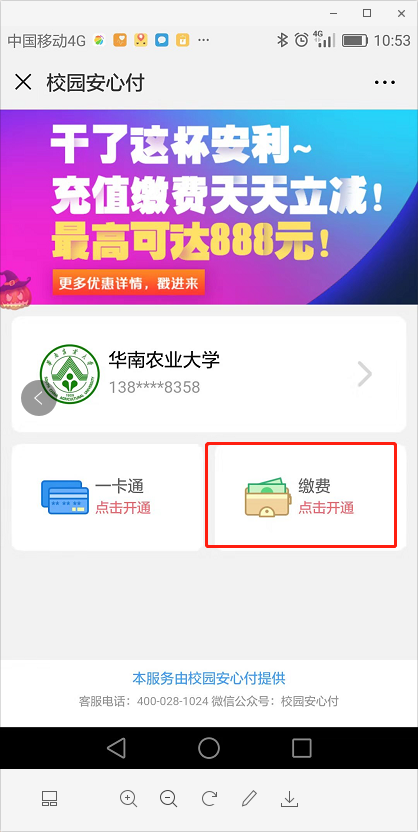 中国移动4G ··· 4G 10:53
校园安心付 ···
干了这杯安利~
充值缴费天天立减!
最高可达888元!
更多优惠详情，戳进来
华南农业大学
138****8358
一卡通
点击开通
缴费
点击开通
本服务由校园安心付提供
客服电话：400-028-1024 微信公众号：校园安心付